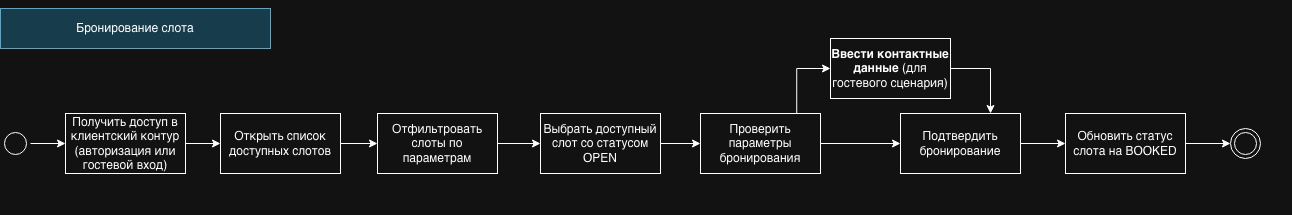 Бронирование слота
Ввести контактные
данные (для
гостевого сценария)
Получить доступ в
клиентский контур
(авторизация или
гостевой вход)
Открыть список
доступных слотов
Отфильтровать
слоты по
параметрам
Выбрать доступный
слот со статусом
OPEN
Проверить
параметры
бронирования
Подтвердить
бронирование
Обновить статус
слота на BOOKED